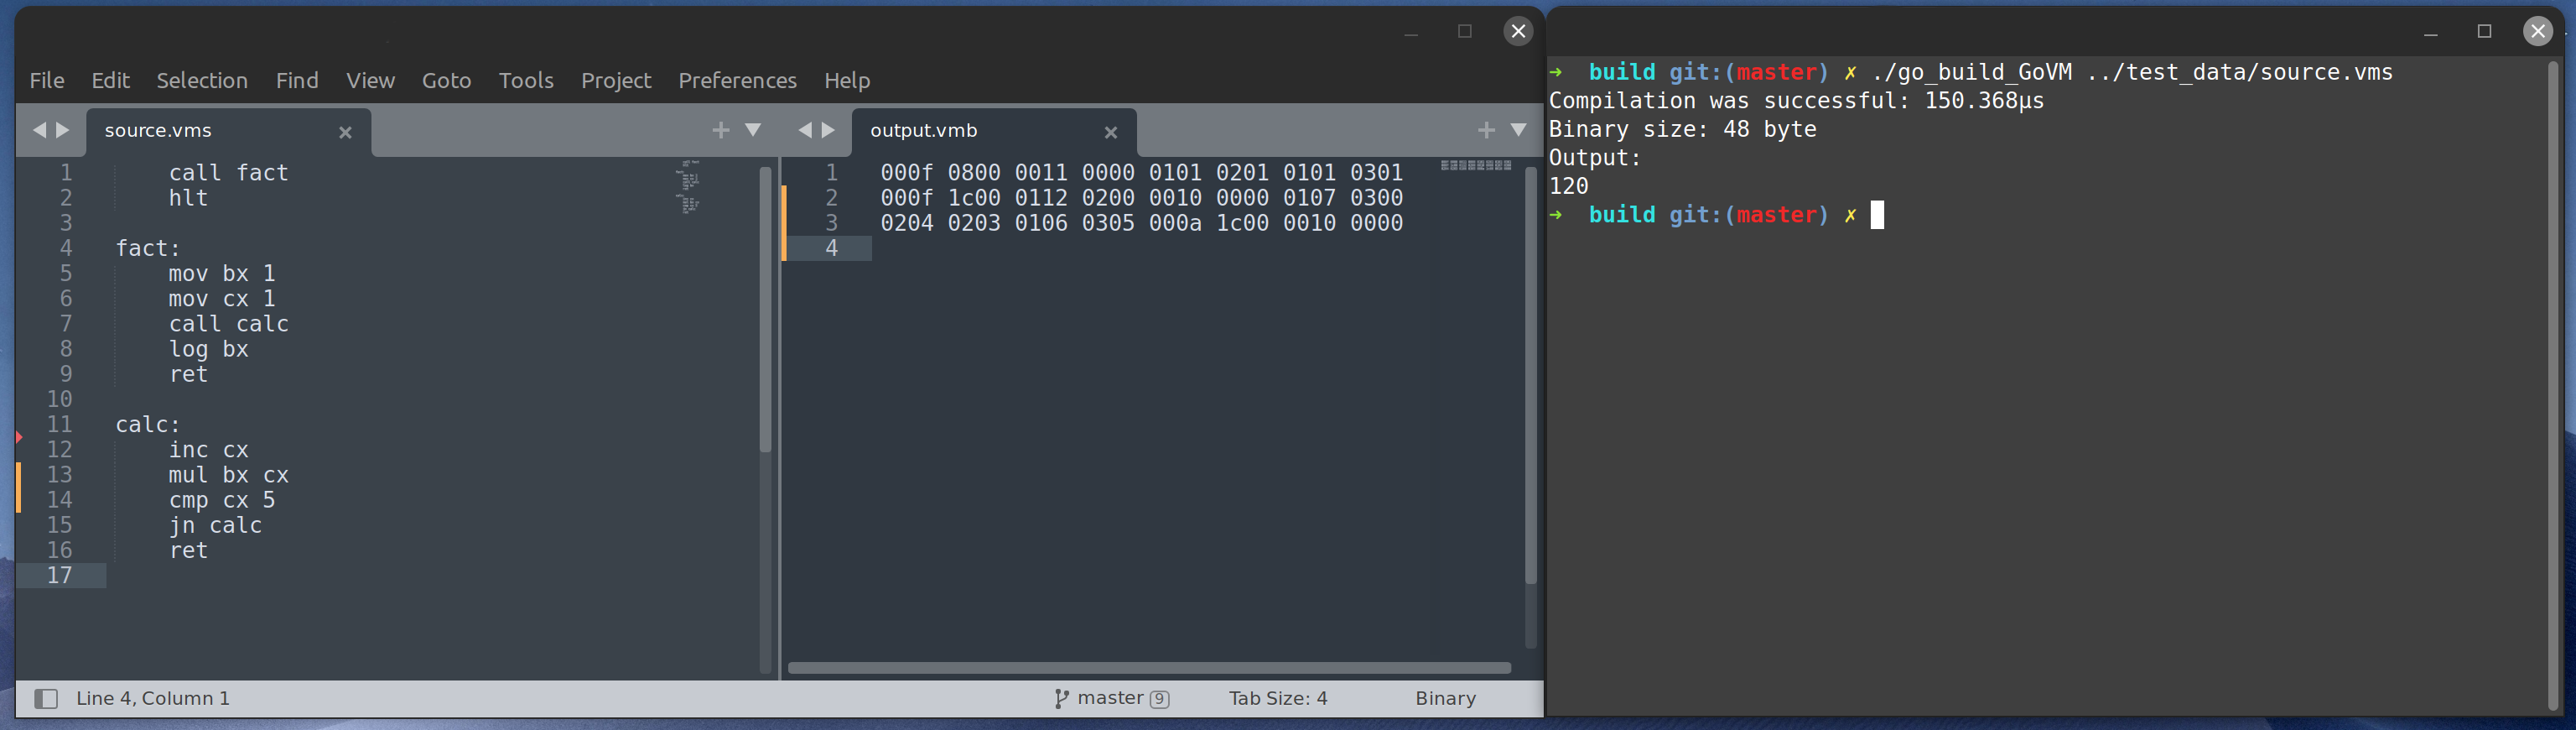 File Edit Selection Find View Goto Tools Project Preferences Help
source.vms
1 call fact
2 hlt
3
4 fact:
5 mov bx 1
6 mov cx 1
7 call calc
8 log bx
9 ret
10
11 calc:
12 inc cx
13 mul bx cx
14 cmp cx 5
15 jn calc
16 ret
17
output.vmb
1 000f 0800 0011 0000 0101 0201 0101 0301
2 000f 1c00 0112 0200 0010 0000 0107 0300
3 0204 0203 0106 0305 000a 1c00 0010 0000
4
Line 4, Column 1 master 9 Tab Size: 4 Binary
➜ build git:(master) ✗ ./go_build_GoVM ../test_data/source.vms
Compilation was successful: 150.368µs
Binary size: 48 byte
Output:
120
➜ build git:(master) ✗